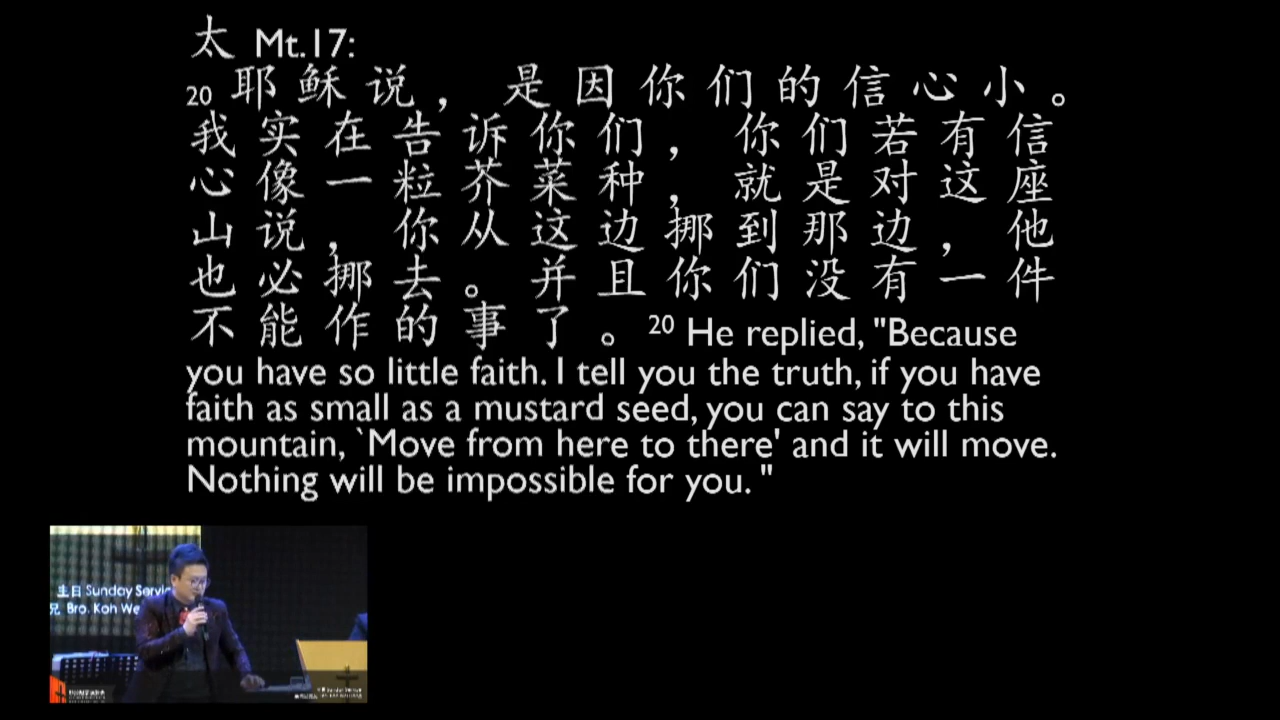 太 Mt.17:
20 耶稣说，是因你们的信心小。
我实在告诉你们，你们若有信
心像一粒芥菜种，就是对这座
山说，你从这边挪到那边，他
也必挪去。并且你们没有一件
不能作的事了。20 He replied, "Because
you have so little faith. I tell you the truth, if you have
faith as small as a mustard seed, you can say to this
mountain, `Move from here to there' and it will move.
Nothing will be impossible for you. "
主日 Sunday
Bro. Koh